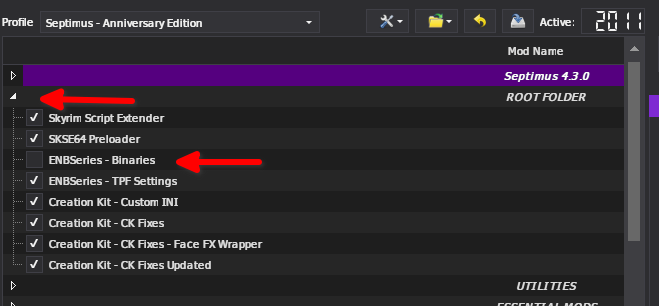 Profile Septimus - Anniversary Edition Active: 2011
Mod Name
Septimus 4.3.0
ROOT FOLDER
Skyrim Script Extender
SKSE64 Preloader
ENBSeries - Binaries
ENBSeries - TPF Settings
Creation Kit - Custom INI
Creation Kit - CK Fixes
Creation Kit - CK Fixes - Face FX Wrapper
Creation Kit - CK Fixes Updated
UTILITIES
ESSENTIAL MODS